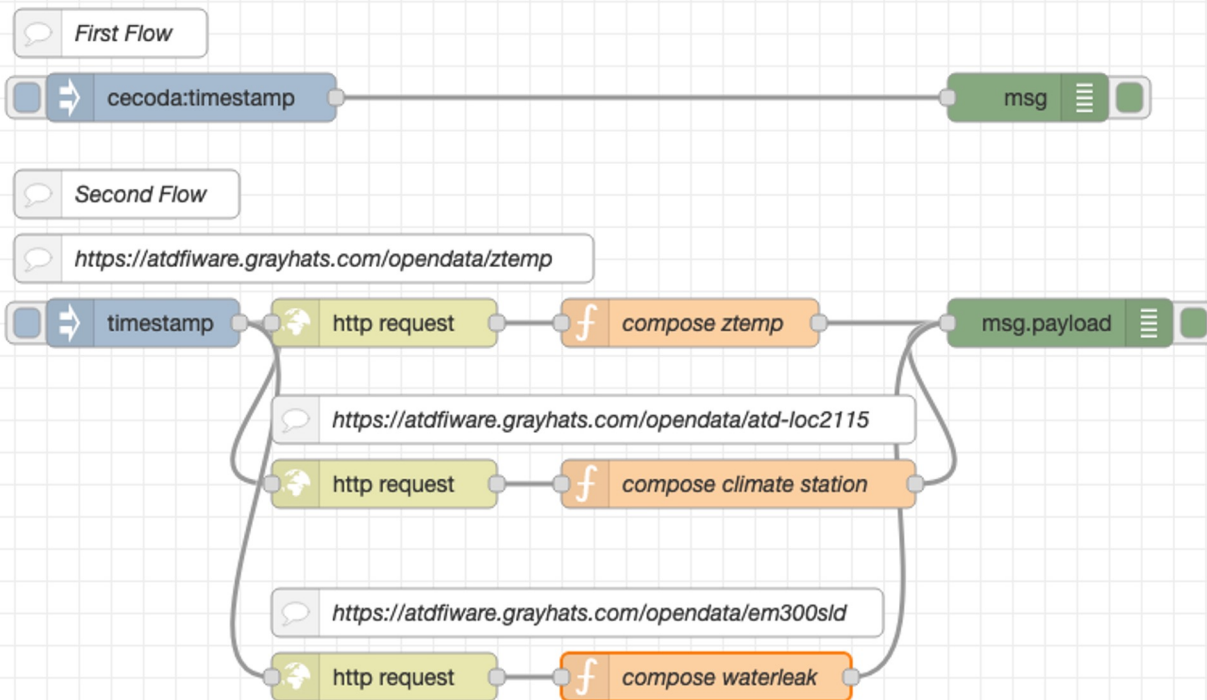 First Flow
cecoda:timestamp
msg
Second Flow
https://atdfiware.grayhats.com/opendata/ztemp
timestamp
http request
compose ztemp
msg.payload
https://atdfiware.grayhats.com/opendata/atd-loc2115
http request
compose climate station
https://atdfiware.grayhats.com/opendata/em300sld
http request
compose waterleak